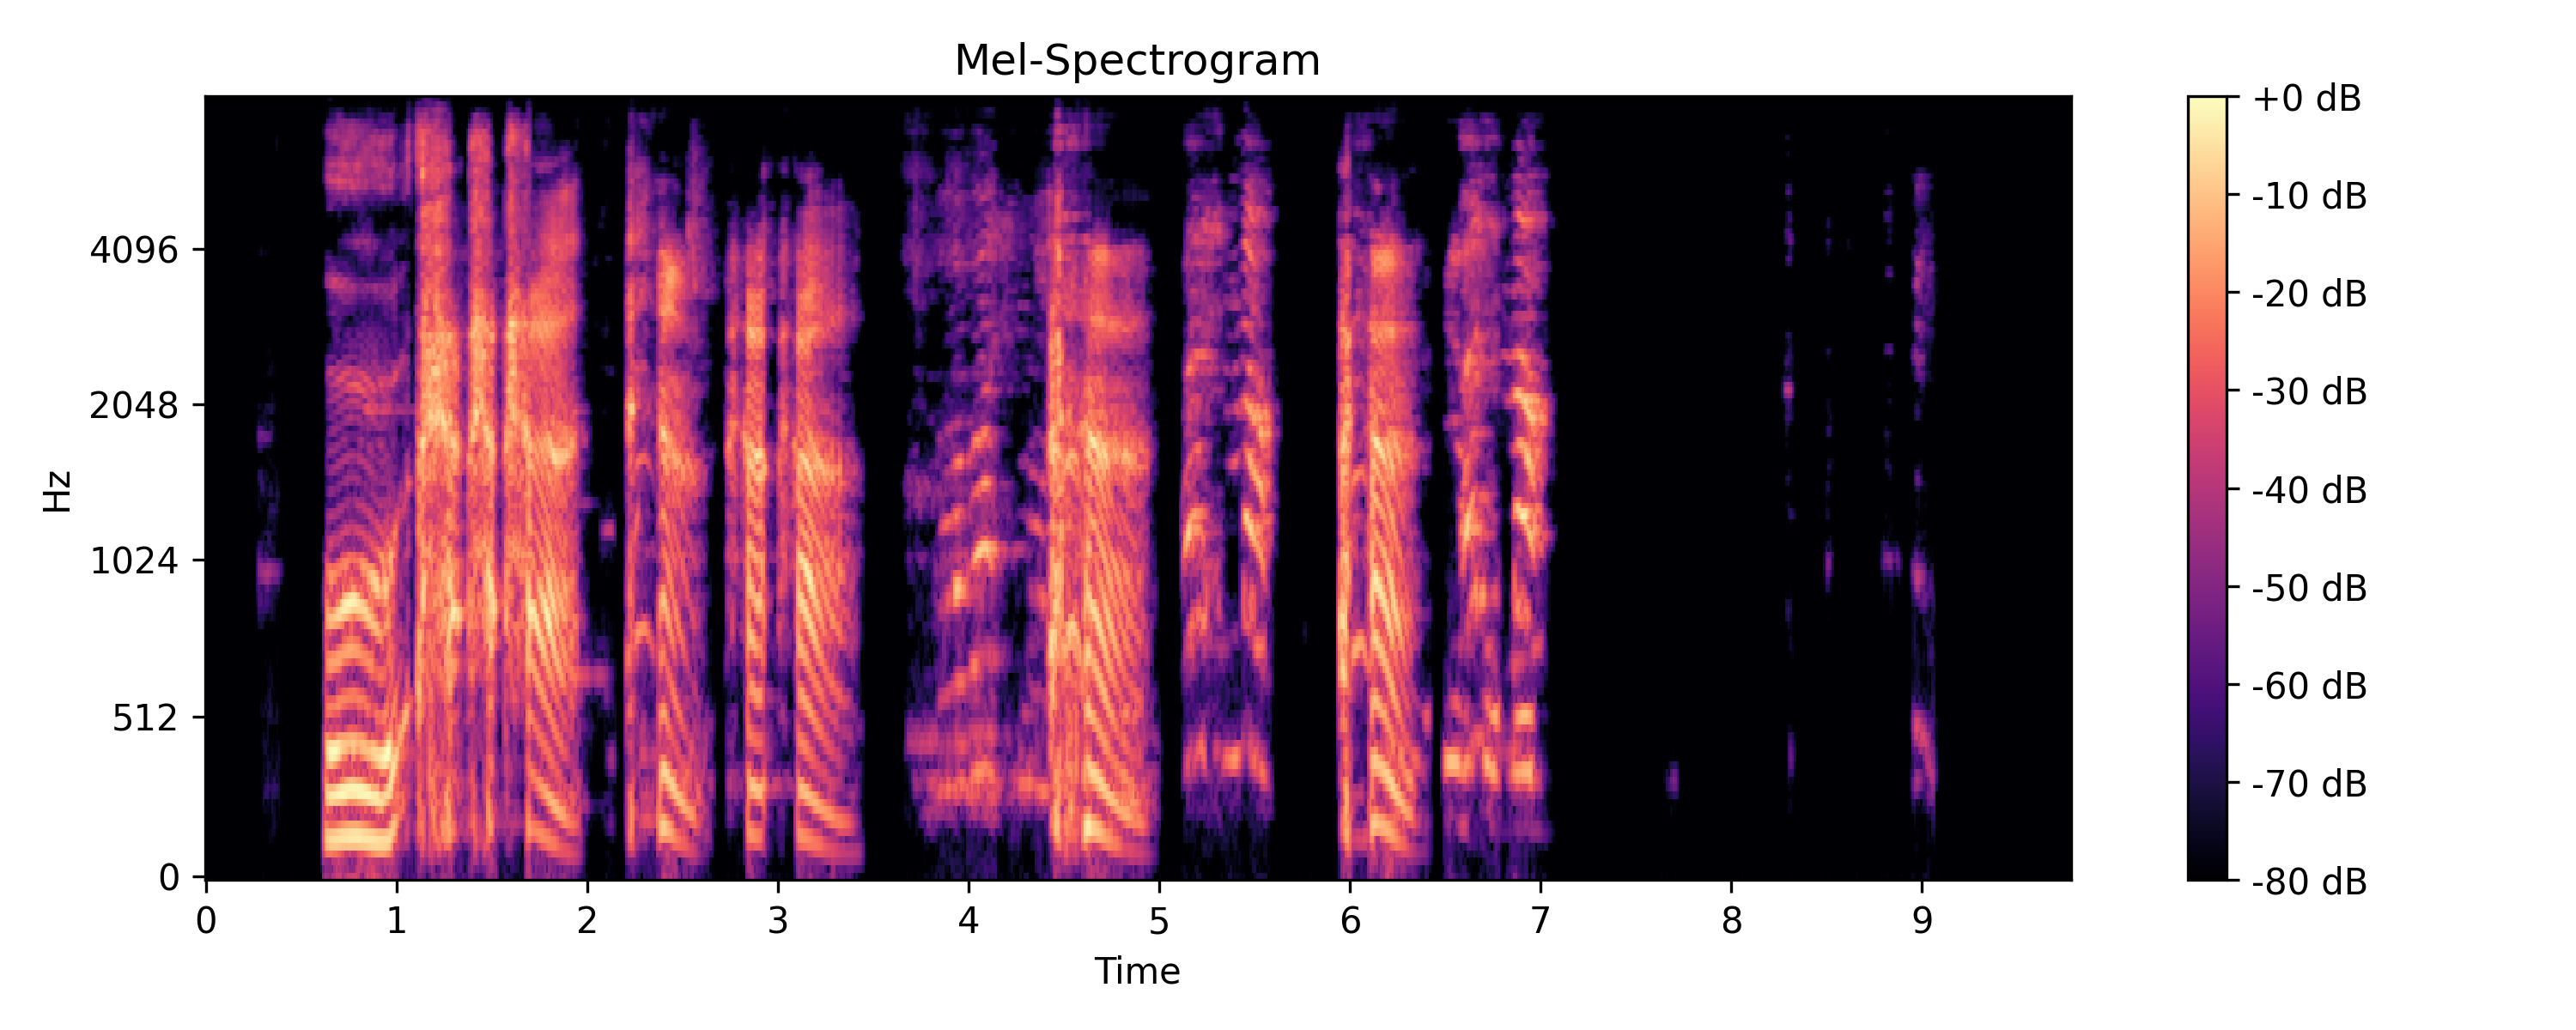 Mel-Spectrogram
+0 dB
-10 dB
-20 dB
-30 dB
-40 dB
-50 dB
-60 dB
-70 dB
-80 dB
Hz
4096
2048
1024
512
0
0 1 2 3 4 5 6 7 8 9
Time